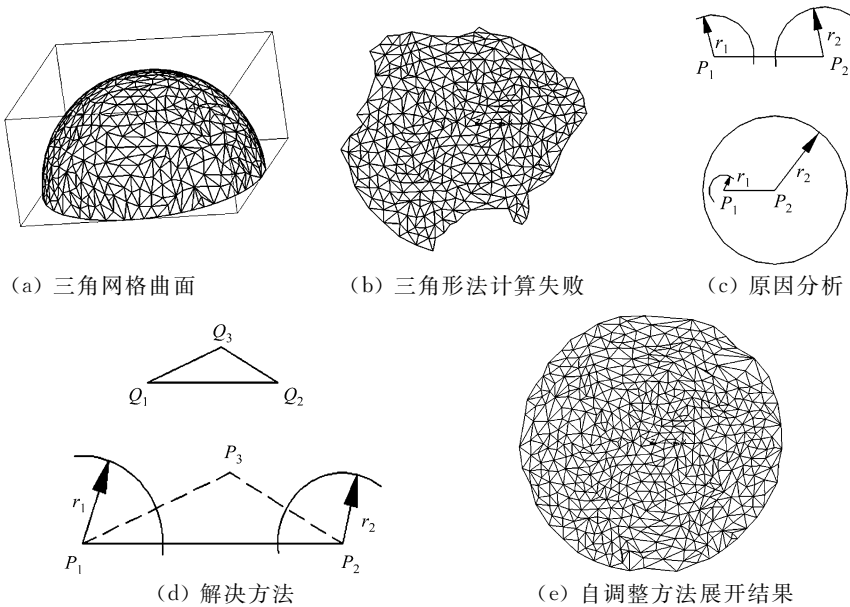 r₁
r₂
P₁
P₂
r₁
r₂
P₁
P₂
(a) 三角网格曲面
(b) 三角形法计算失败
(c) 原因分析
Q₃
Q₁
Q₂
P₃
r₁
r₂
P₁
P₂
(d) 解决方法
(e) 自调整方法展开结果